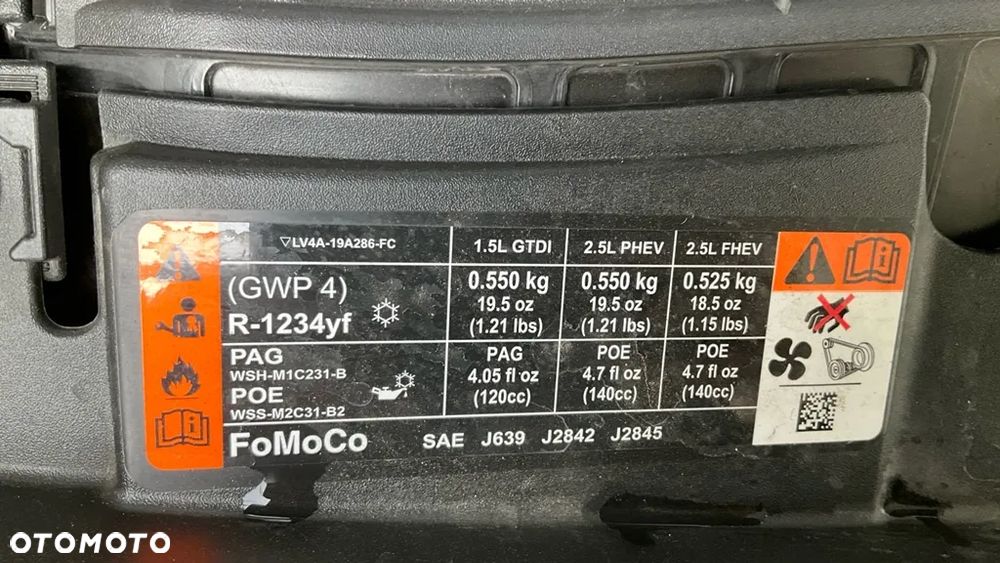 ▽LV4A-19A286-FC 1.5L GTDI 2.5L PHEV 2.5L FHEV
(GWP 4) 0.550 kg 0.550 kg 0.525 kg
19.5 oz 19.5 oz 18.5 oz
R-1234yf (1.21 lbs) (1.21 lbs) (1.15 lbs)
PAG PAG POE POE
WSH-M1C231-B 4.05 fl oz 4.7 fl oz 4.7 fl oz
POE (120cc) (140cc) (140cc)
WSS-M2C31-B2
FoMoCo SAE J639 J2842 J2845
OTOMOTO